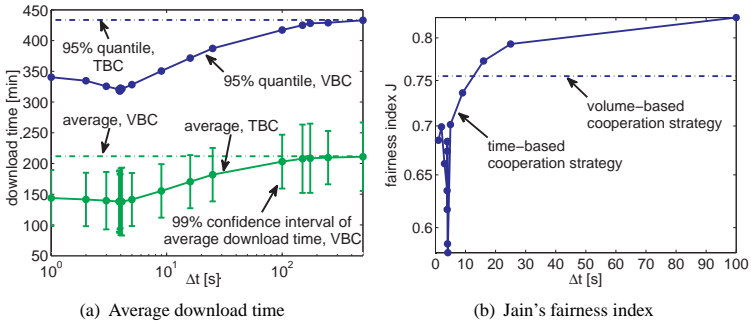 450
400
350
300
250
200
150
100
50
download time [min]
95% quantile,
TBC
95% quantile, VBC
average, VBC
average, TBC
99% confidence interval of
average download time, VBC
10^0
10^1
10^2
Δt [s]
(a) Average download time
0.8
0.75
0.7
0.6
fairness index J
volume−based
cooperation strategy
time−based
cooperation strategy
0 10 20 30 40 50 60 70 80 90 100
Δt [s]
(b) Jain's fairness index